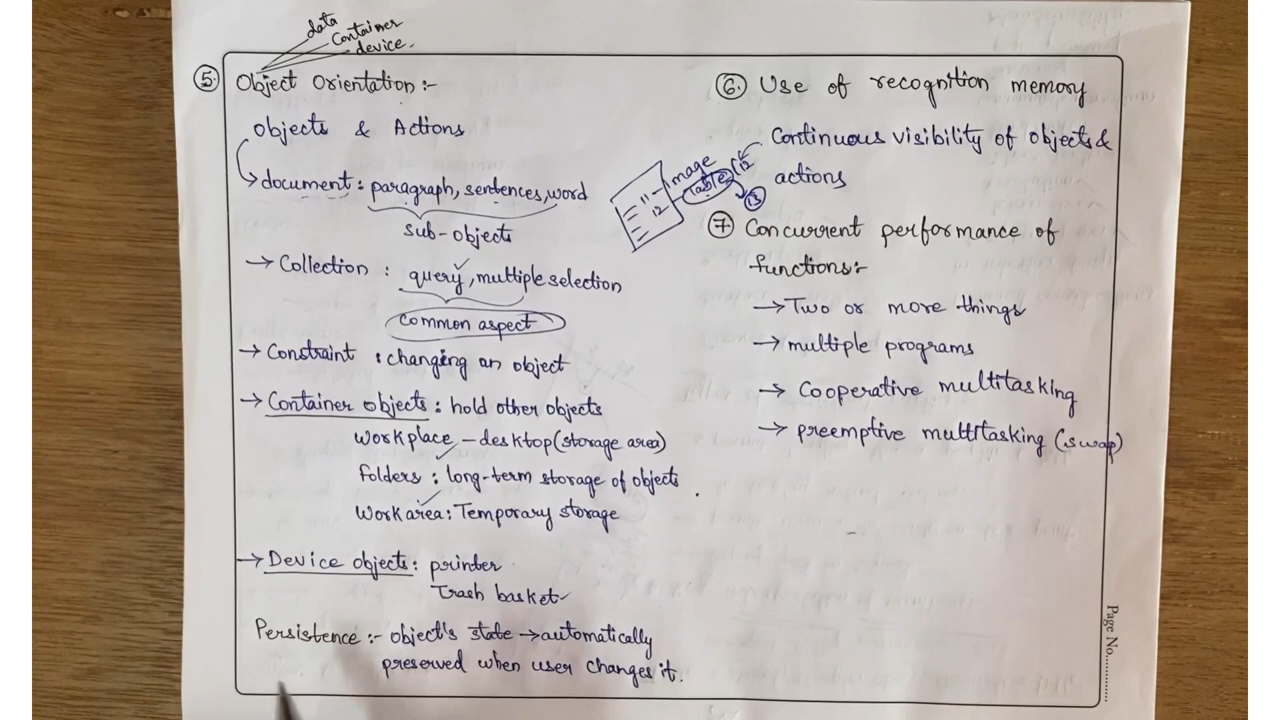 data
Container
device.
5. Object Orientation :-
objects & Actions
→ document : paragraph, sentences, word
sub-objects
→ Collection : query, multiple selection
common aspect
→ Constraint : changing an object
→ Container objects : hold other objects
Workplace - desktop (storage area)
folders : long-term storage of objects.
Work area : Temporary storage
→ Device objects : printer
Trash basket
Persistence :- object's state → automatically
preserved when user changes it.
6. Use of recognition memory
Continuous visibility of objects &
actions
11 - image
12 Table 12
13
7 Concurrent performance of
functions :-
→ Two or more things
→ multiple programs
→ Cooperative multitasking
→ preemptive multitasking (swap)
Page No.............